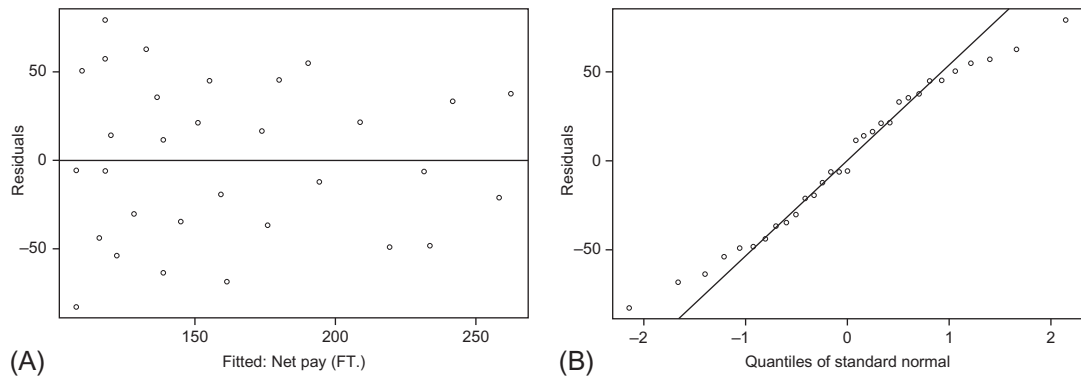 Residuals
50
0
−50
150
200
250
(A)
Fitted: Net pay (FT.)
Residuals
50
0
−50
−2
−1
0
1
2
(B)
Quantiles of standard normal